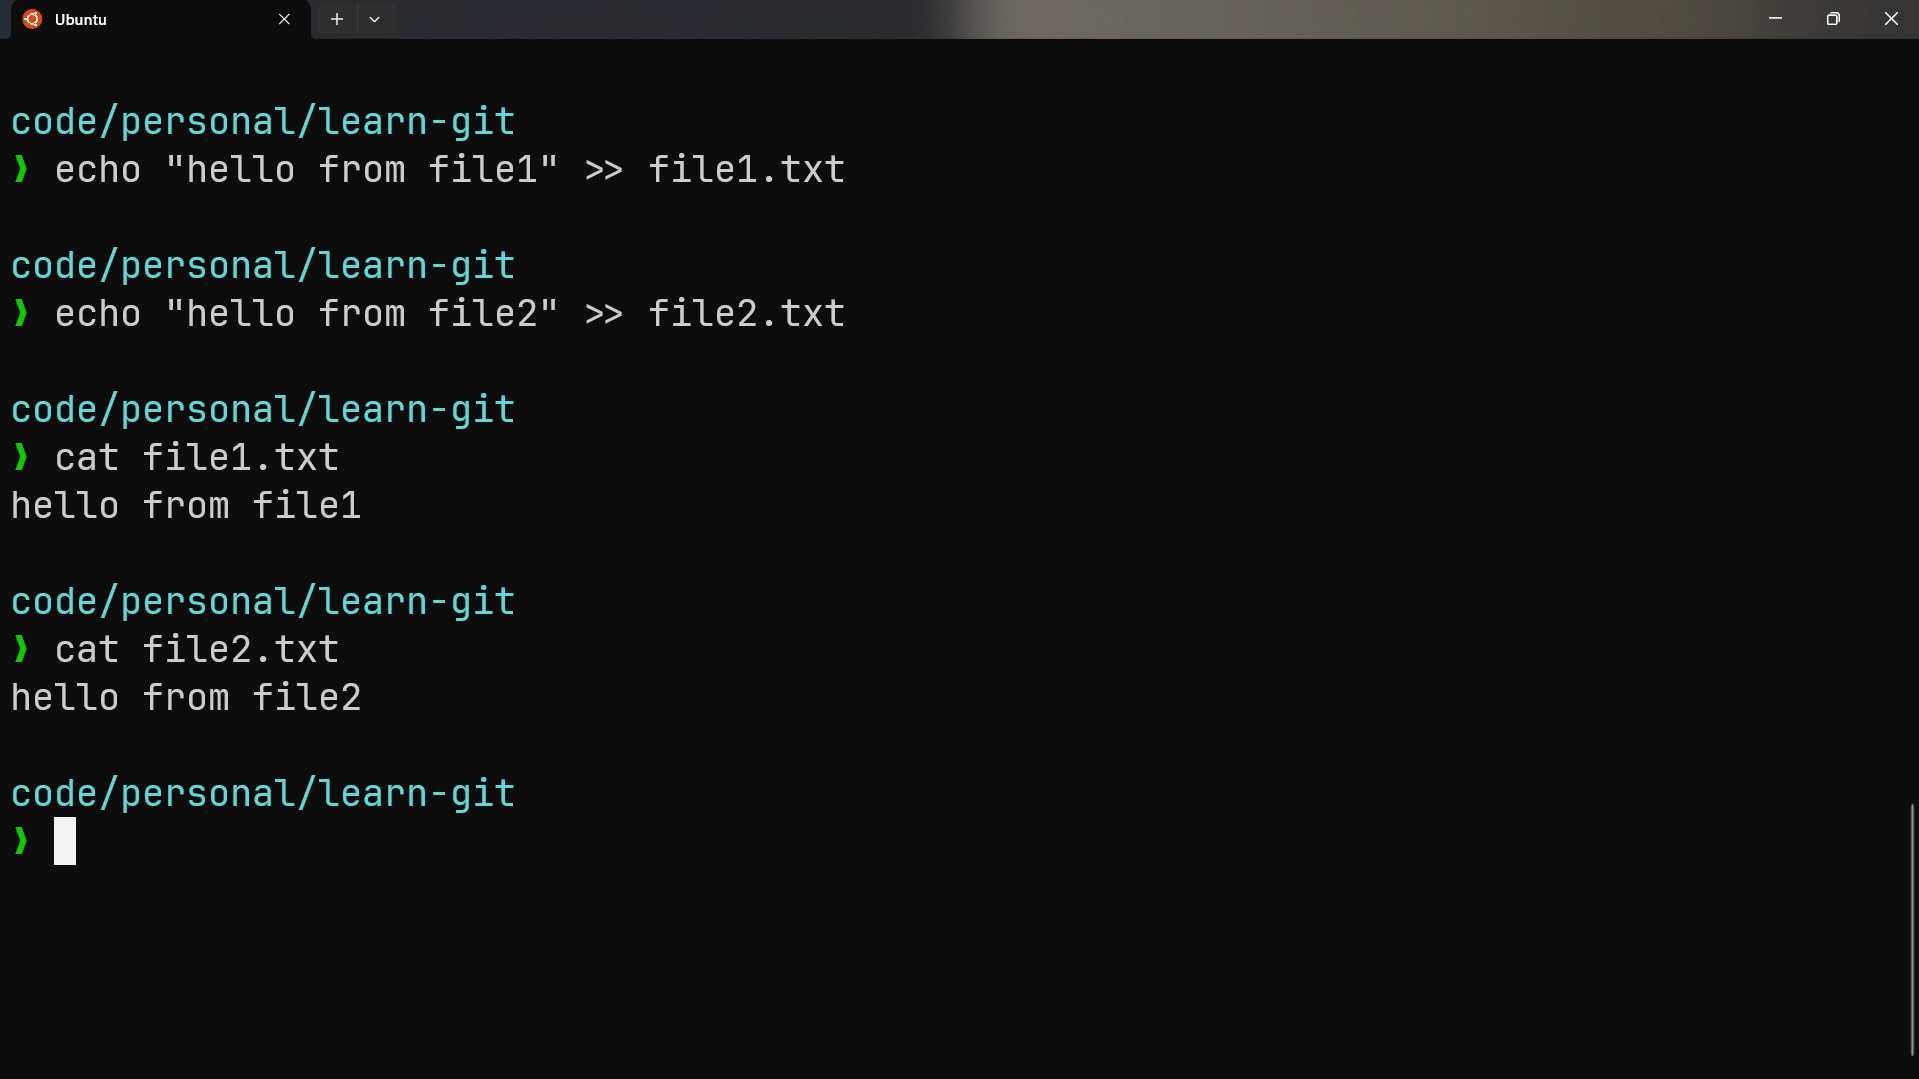 Ubuntu
code/personal/learn-git
❯ echo "hello from file1" >> file1.txt
code/personal/learn-git
❯ echo "hello from file2" >> file2.txt
code/personal/learn-git
❯ cat file1.txt
hello from file1
code/personal/learn-git
❯ cat file2.txt
hello from file2
code/personal/learn-git
❯